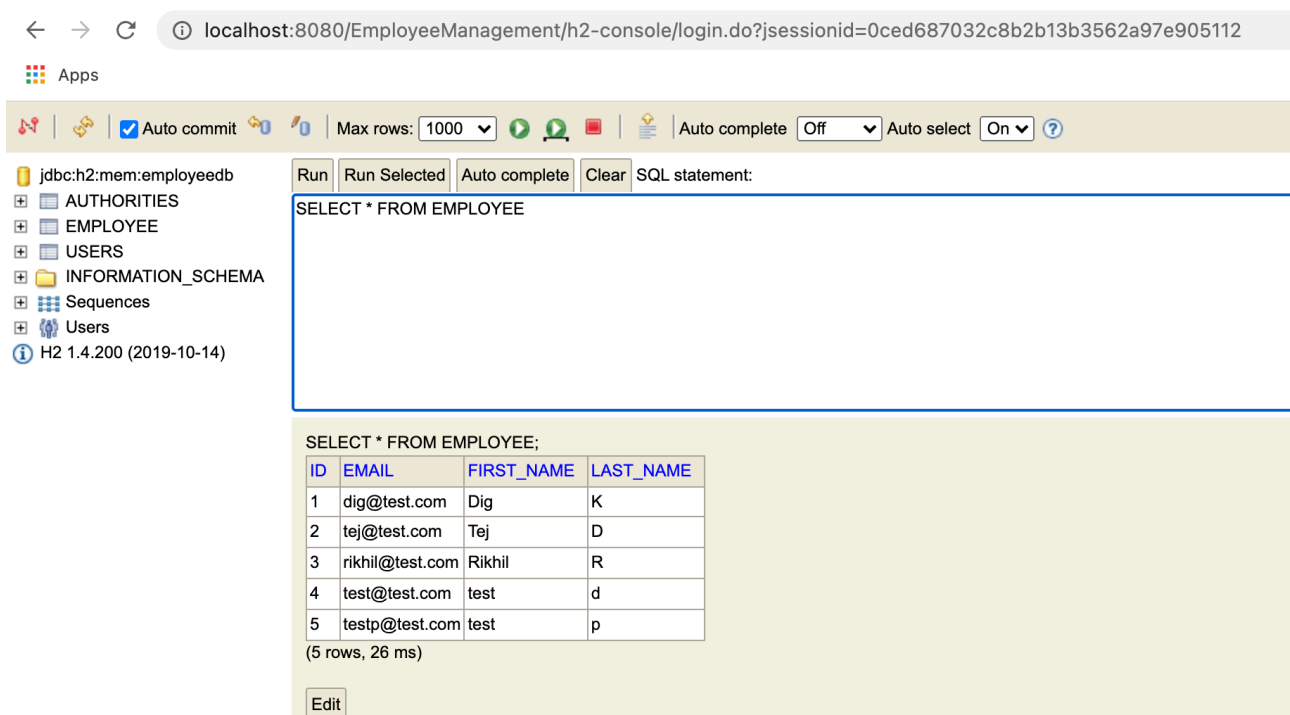 localhost:8080/EmployeeManagement/h2-console/login.do?jsessionid=0ced687032c8b2b13b3562a97e905112
Apps
Auto commit Max rows: 1000 Auto complete Off Auto select On ?
jdbc:h2:mem:employeedb
AUTHORITIES
EMPLOYEE
USERS
INFORMATION_SCHEMA
Sequences
Users
H2 1.4.200 (2019-10-14)
Run Run Selected Auto complete Clear SQL statement:
SELECT * FROM EMPLOYEE
SELECT * FROM EMPLOYEE;
ID EMAIL FIRST_NAME LAST_NAME
1 dig@test.com Dig K
2 tej@test.com Tej D
3 rikhil@test.com Rikhil R
4 test@test.com test d
5 testp@test.com test p
(5 rows, 26 ms)
Edit